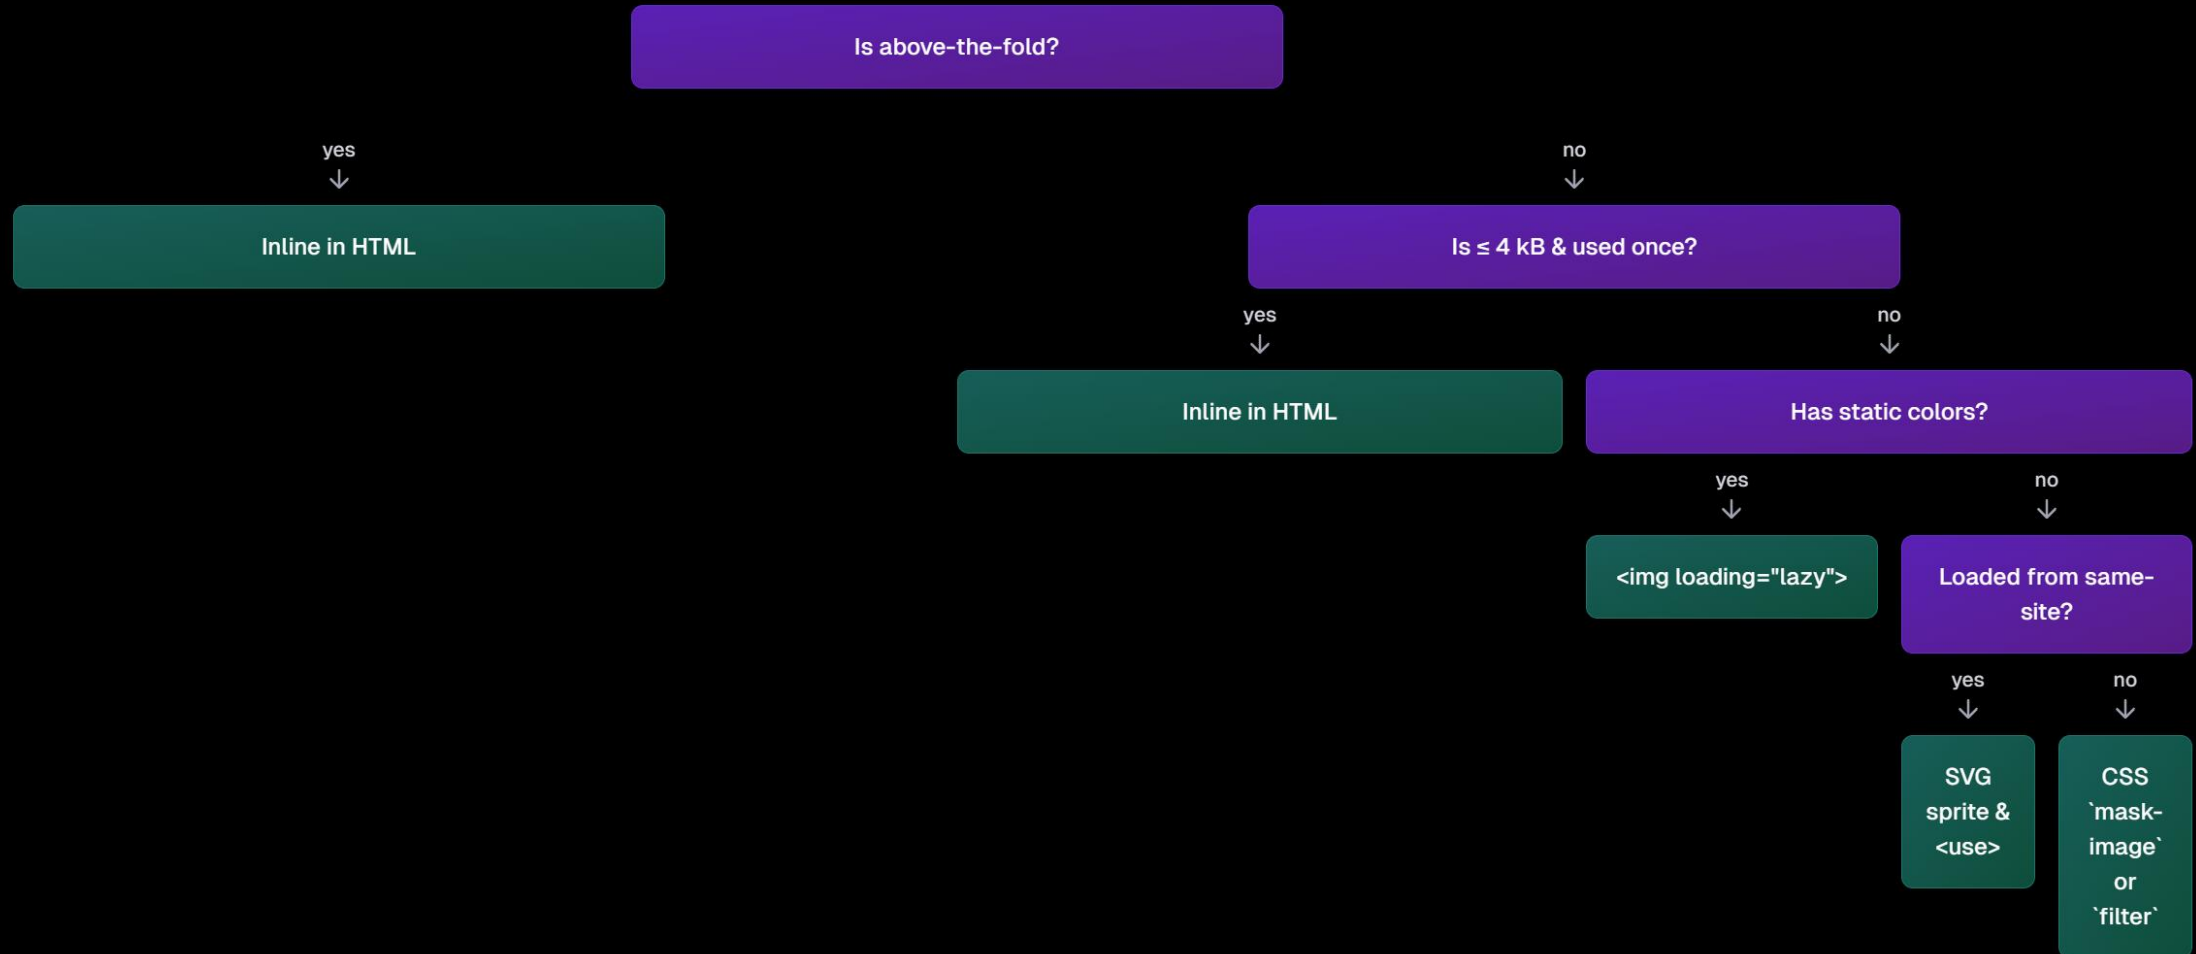 Is above-the-fold?
yes
no
Inline in HTML
Is ≤ 4 kB & used once?
yes
no
Inline in HTML
Has static colors?
yes
no
<img loading="lazy">
Loaded from same-
site?
yes
no
SVG
sprite &
<use>
CSS
`mask-
image`
or
`filter`